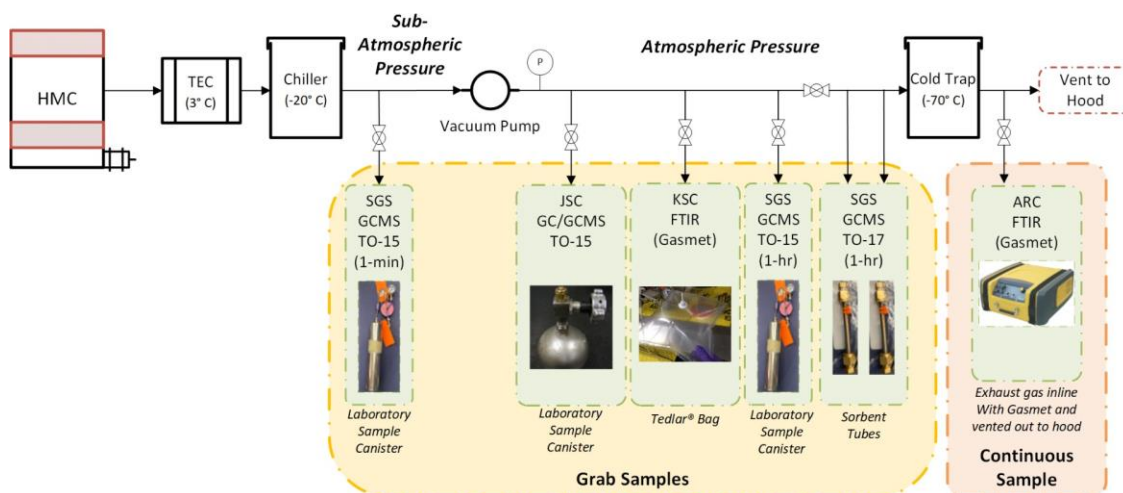 Sub-
Atmospheric
Pressure
Atmospheric Pressure
HMC
TEC
(3° C)
Chiller
(-20° C)
Vacuum Pump
P
Cold Trap
(-70° C)
Vent to
Hood
SGS
GCMS
TO-15
(1-min)
Laboratory
Sample
Canister
JSC
GC/GCMS
TO-15
Laboratory
Sample
Canister
KSC
FTIR
(Gasmet)
Tedlar® Bag
SGS
GCMS
TO-15
(1-hr)
Laboratory
Sample
Canister
SGS
GCMS
TO-17
(1-hr)
Sorbent
Tubes
ARC
FTIR
(Gasmet)
Exhaust gas inline
With Gasmet and
vented out to hood
Grab Samples
Continuous
Sample